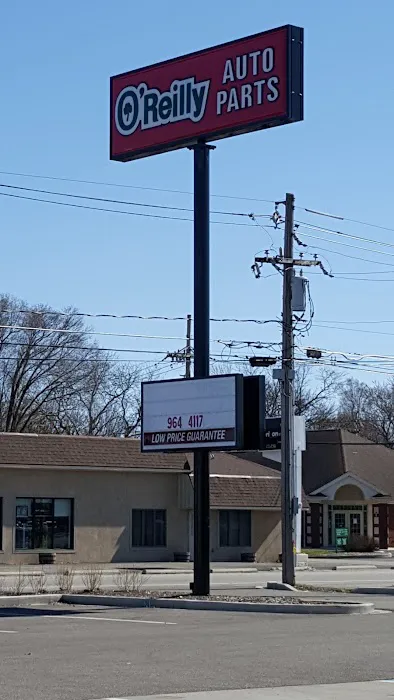 O'Reilly AUTO PARTS
964 4117
LOW PRICE GUARANTEE